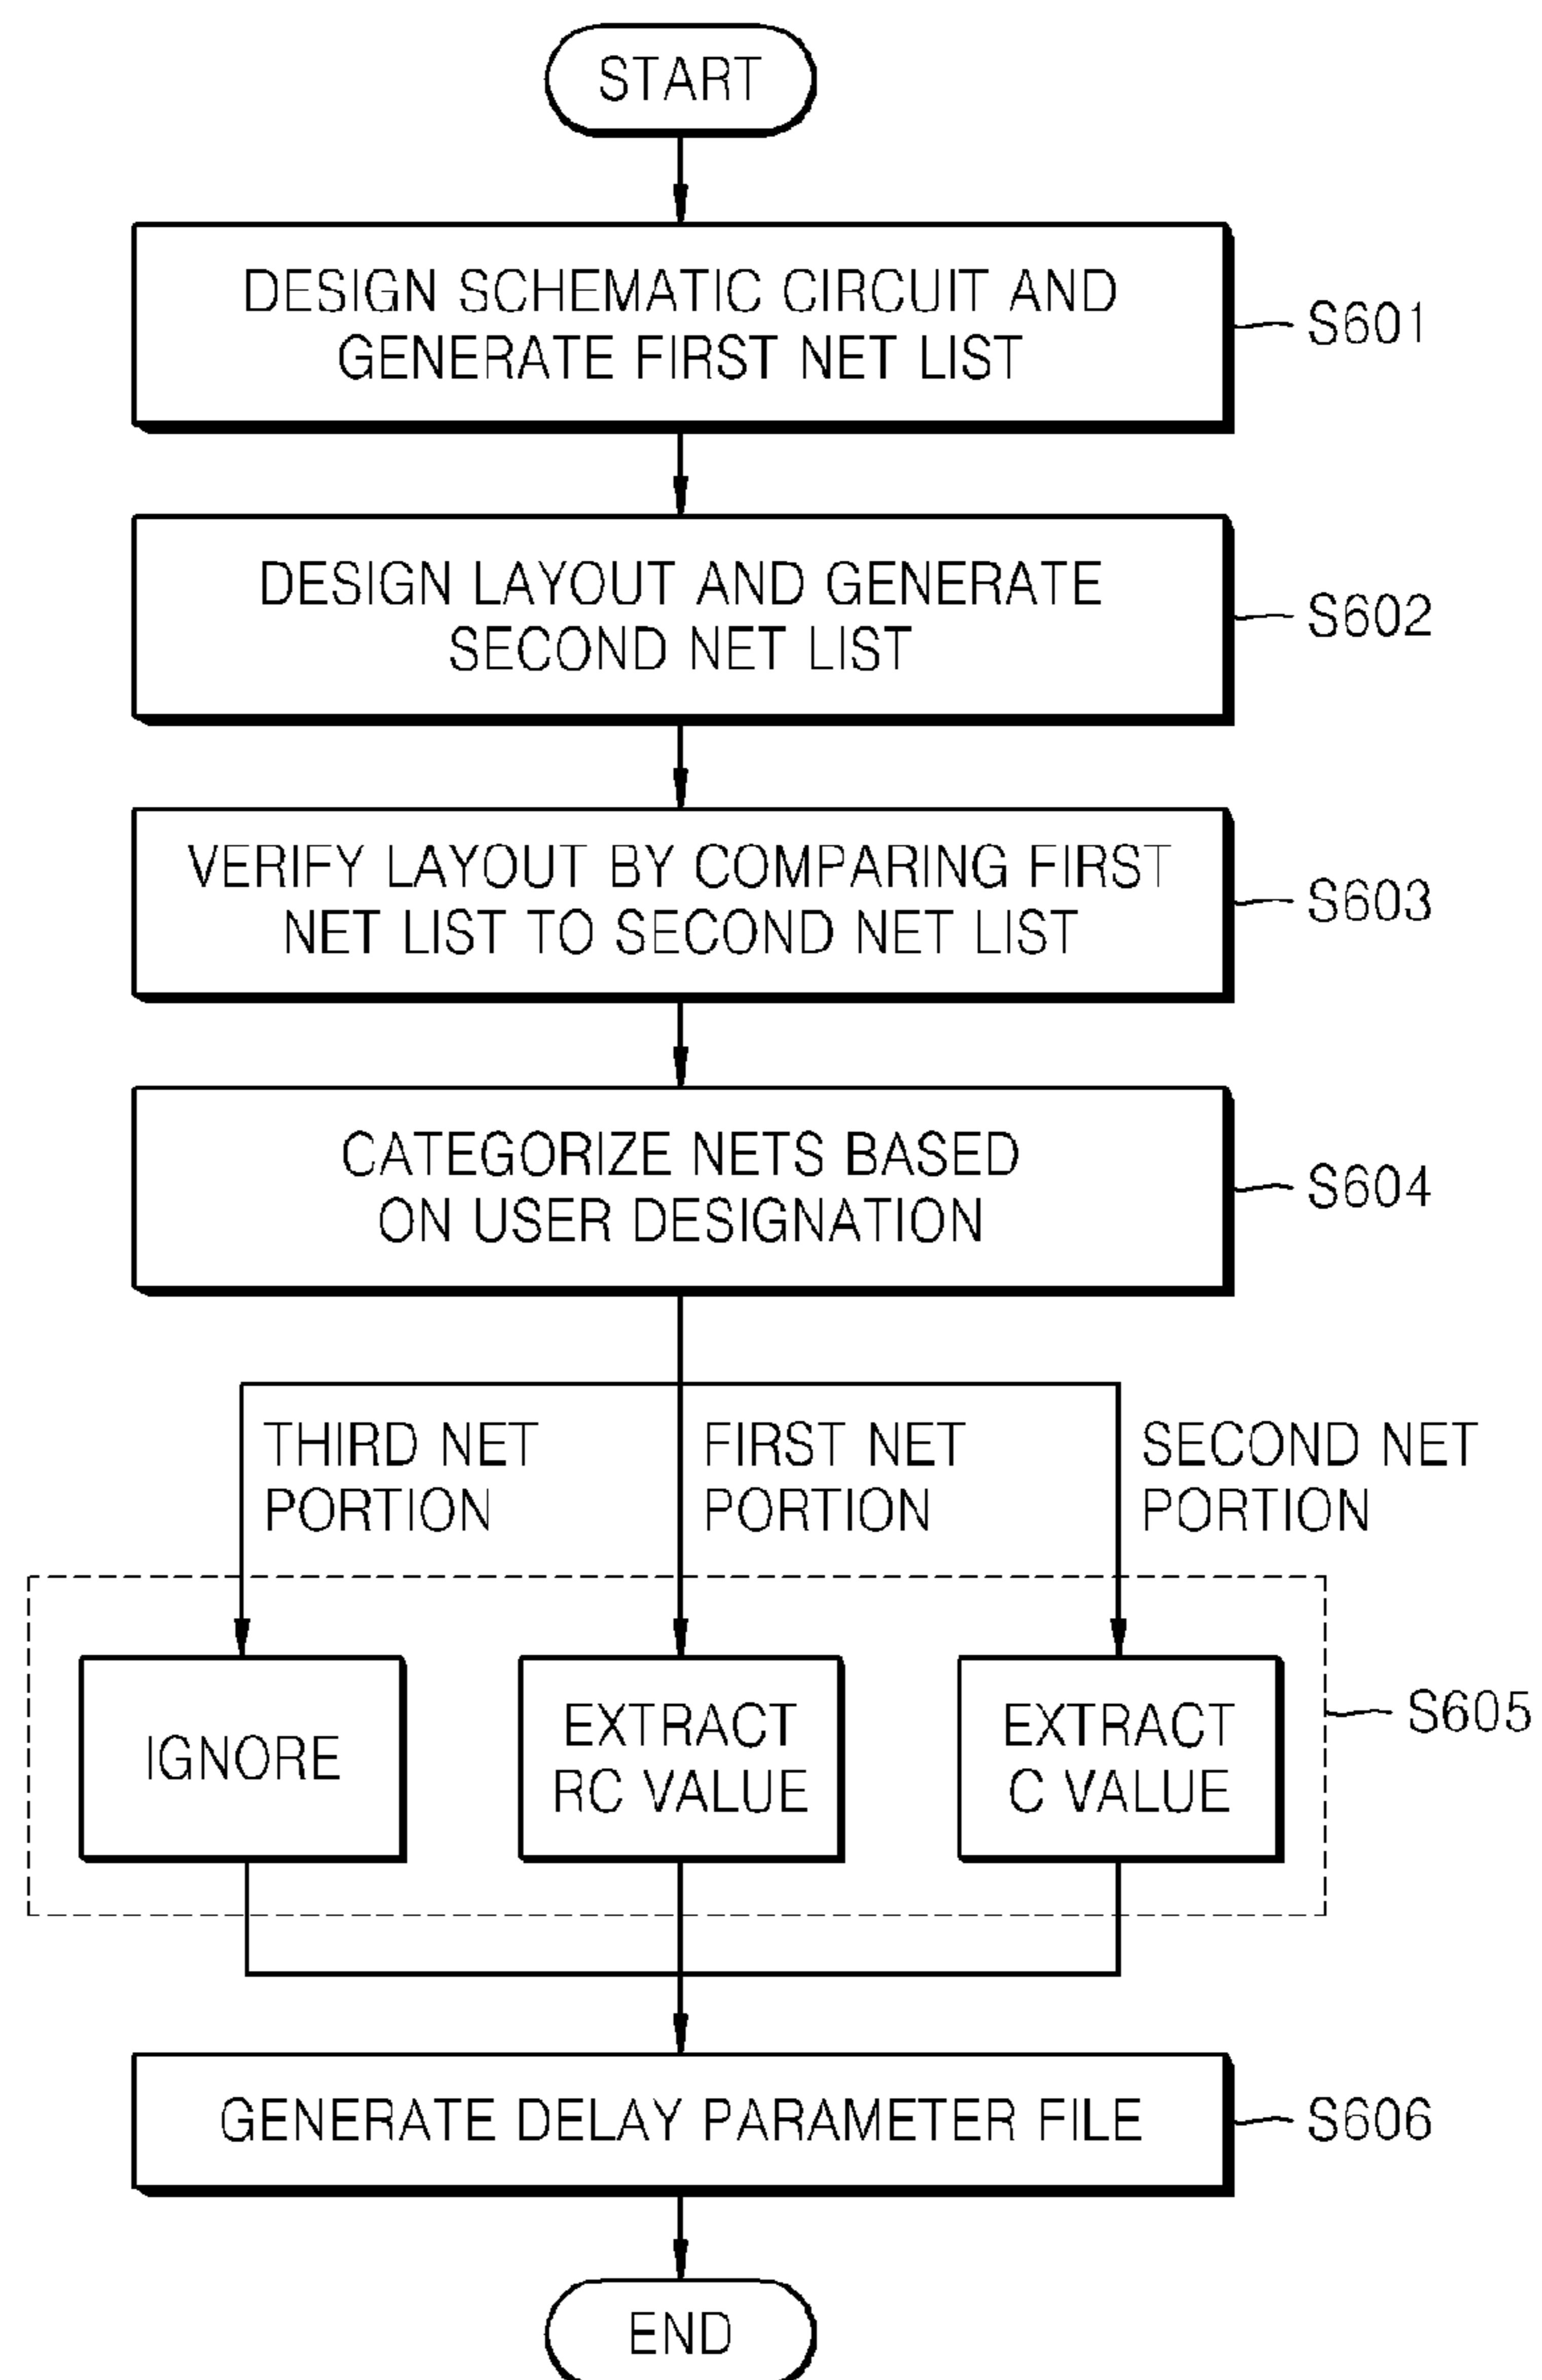 START
DESIGN SCHEMATIC CIRCUIT AND
GENERATE FIRST NET LIST
S601
DESIGN LAYOUT AND GENERATE
SECOND NET LIST
S602
VERIFY LAYOUT BY COMPARING FIRST
NET LIST TO SECOND NET LIST
S603
CATEGORIZE NETS BASED
ON USER DESIGNATION
S604
THIRD NET
PORTION
FIRST NET
PORTION
SECOND NET
PORTION
IGNORE
EXTRACT
RC VALUE
EXTRACT
C VALUE
S605
GENERATE DELAY PARAMETER FILE
S606
END